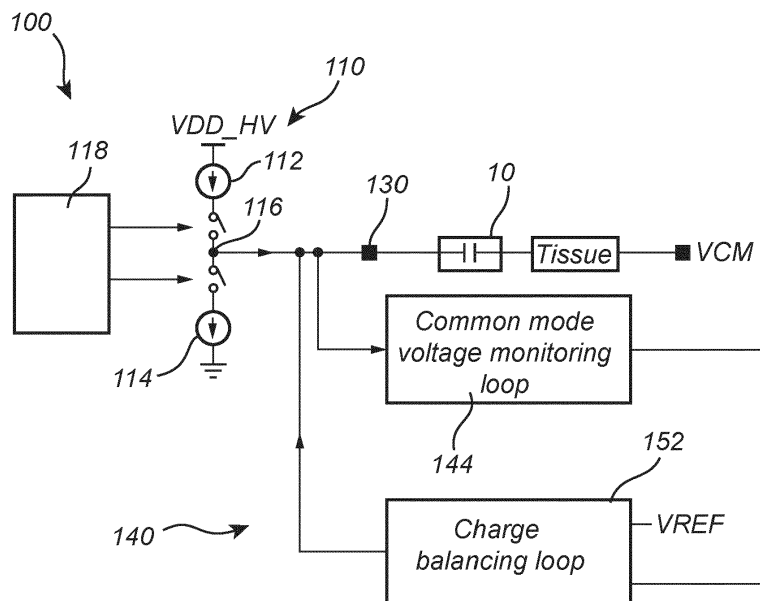 100
110
VDD_HV
118
112
10
116
130
Tissue
VCM
Common mode
voltage monitoring
loop
114
144
152
VREF
140
Charge
balancing loop